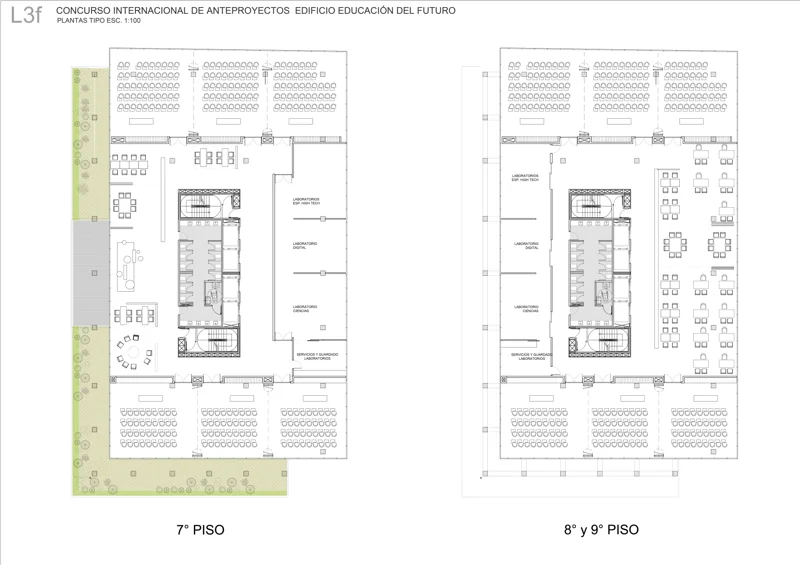 L3f
CONCURSO INTERNACIONAL DE ANTEPROYECTOS EDIFICIO EDUCACIÓN DEL FUTURO
PLANTAS TIPO ESC. 1:100
LABORATORIOS
ESP. HIGH TECH
LABORATORIO
DIGITAL
LABORATORIO
CIENCIAS
SERVICIOS Y GUARDADO
LABORATORIOS
7° PISO
LABORATORIOS
ESP. HIGH TECH
LABORATORIO
DIGITAL
LABORATORIO
CIENCIAS
SERVICIOS Y GUARDADO
LABORATORIOS
8° y 9° PISO